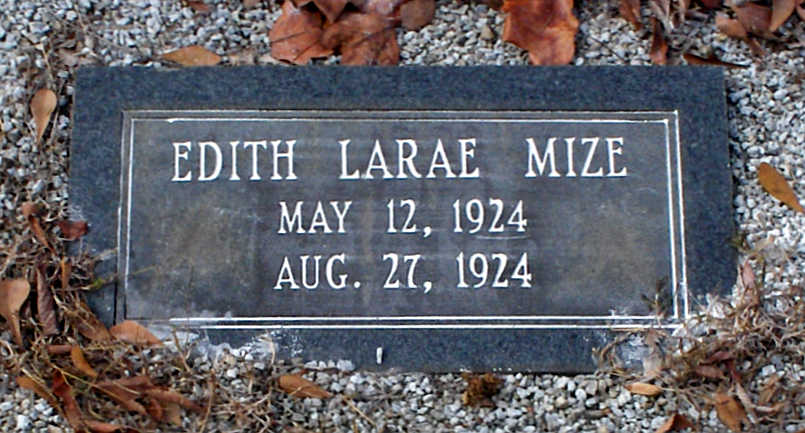 EDITH LARAE MIZE
MAY 12, 1924
AUG. 27, 1924